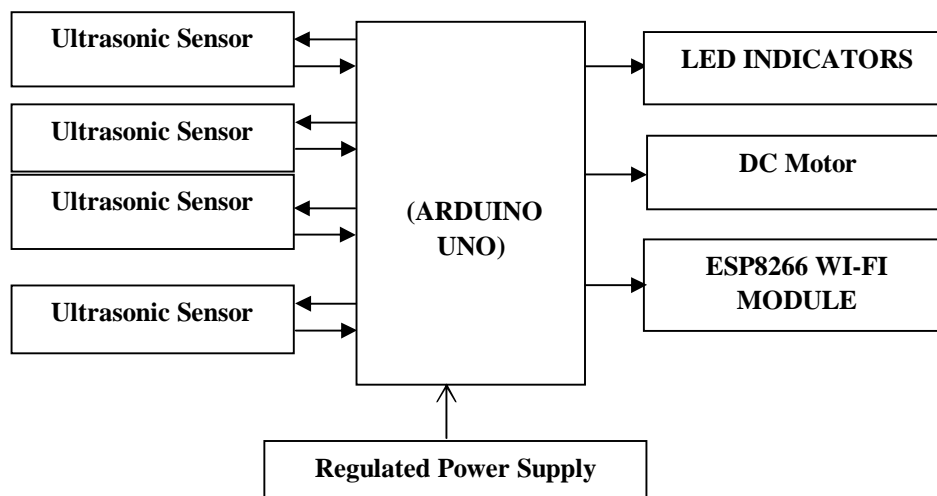 Ultrasonic Sensor
Ultrasonic Sensor
Ultrasonic Sensor
Ultrasonic Sensor
(ARDUINO
UNO)
LED INDICATORS
DC Motor
ESP8266 WI-FI
MODULE
Regulated Power Supply